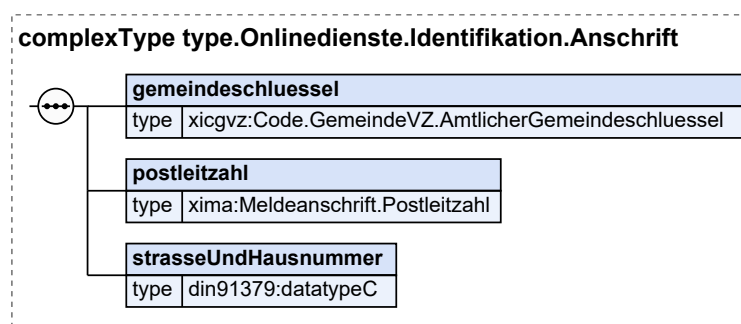 complexType type.Onlinedienste.Identifikation.Anschrift
gemeindeschluessel
type xicgvz:Code.GemeindeVZ.AmtlicherGemeindeschluessel
postleitzahl
type xima:Meldeanschrift.Postleitzahl
strasseUndHausnummer
type din91379:datatypeC